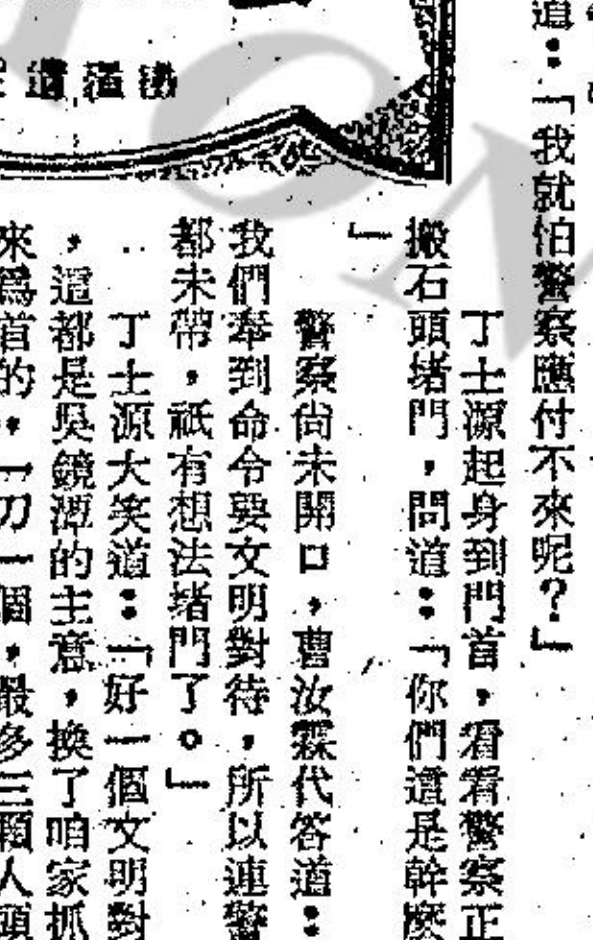 道：「我就怕警察應付不來呢？」
丁士源起身到門首，看看警察正
搬石頭堵門，問道：「你們這是幹麼
」
警察尚未開口，曹汝霖代答道：
我們奉到命令要文明對待，所以連警
都未帶，祇有想法堵門了。」
丁士源大笑道：「好一個文明對
，這都是吳鏡潭的主意，換了咱家抓
來爲首的，一刀一個，最多三顆人頭